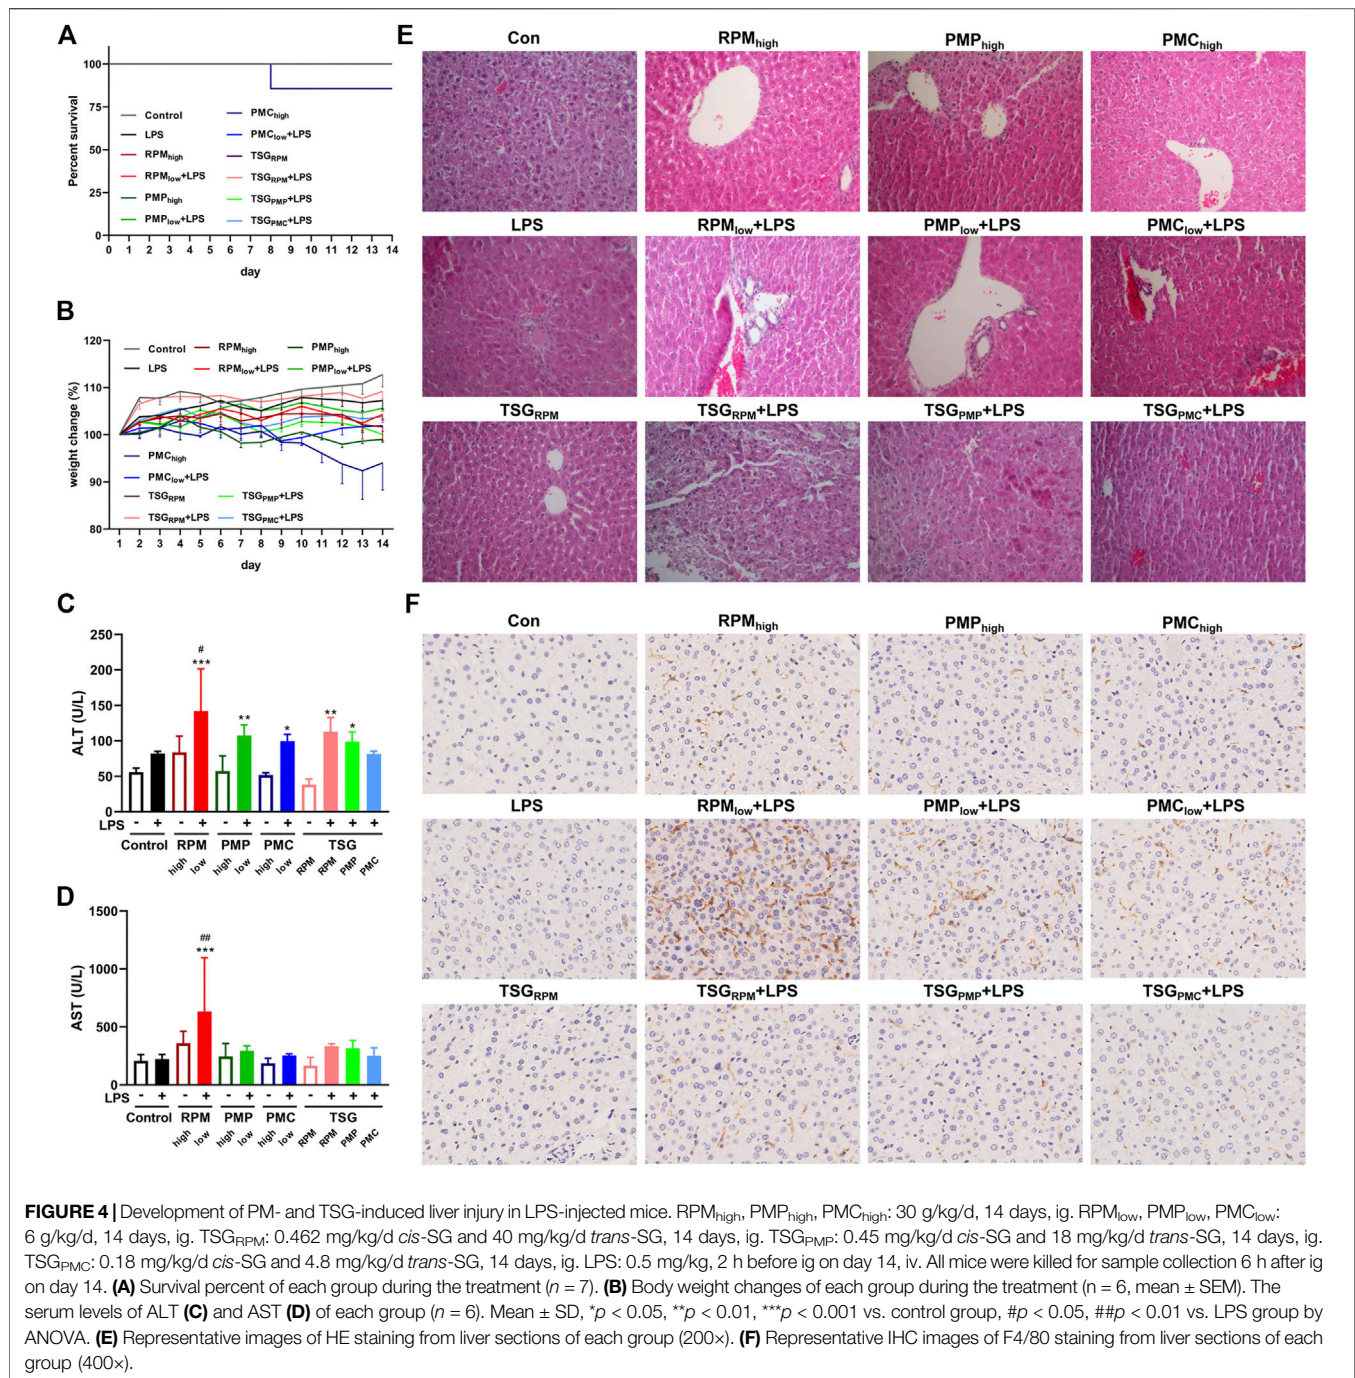 A
Percent survival
100
75
50
25
0
0 1 2 3 4 5 6 7 8 9 10 11 12 13 14
day
Control
LPS
RPMhigh
RPMlow+LPS
PMPhigh
PMPlow+LPS
PMChigh
PMClow+LPS
TSGRPM
TSGRPM+LPS
TSGPMP+LPS
TSGPMC+LPS
B
weight change (%)
120
110
100
90
80
1 2 3 4 5 6 7 8 9 10 11 12 13 14
day
Control
LPS
RPMhigh
RPMlow+LPS
PMPhigh
PMPlow+LPS
PMChigh
PMClow+LPS
TSGRPM
TSGRPM+LPS
TSGPMP+LPS
TSGPMC+LPS
C
ALT (U/L)
250
200
150
100
50
0
#
*** ** * ** *
LPS - + - + - + - + - + + +
Control RPM PMP PMC TSG
high low high low high low RPM RPM PMP PMC
D
AST (U/L)
1500
1000
500
0
##
***
LPS - + - + - + - + - + + +
Control RPM PMP PMC TSG
high low high low high low RPM RPM PMP PMC
E
Con RPMhigh PMPhigh PMChigh
LPS RPMlow+LPS PMPlow+LPS PMClow+LPS
TSGRPM TSGRPM+LPS TSGPMP+LPS TSGPMC+LPS
F
Con RPMhigh PMPhigh PMChigh
LPS RPMlow+LPS PMPlow+LPS PMClow+LPS
TSGRPM TSGRPM+LPS TSGPMP+LPS TSGPMC+LPS
FIGURE 4 | Development of PM- and TSG-induced liver injury in LPS-injected mice. RPMhigh, PMPhigh, PMChigh: 30 g/kg/d, 14 days, ig. RPMlow, PMPlow, PMClow:
6 g/kg/d, 14 days, ig. TSGRPM: 0.462 mg/kg/d cis-SG and 40 mg/kg/d trans-SG, 14 days, ig. TSGPMP: 0.45 mg/kg/d cis-SG and 18 mg/kg/d trans-SG, 14 days, ig.
TSGPMC: 0.18 mg/kg/d cis-SG and 4.8 mg/kg/d trans-SG, 14 days, ig. LPS: 0.5 mg/kg, 2 h before ig on day 14, iv. All mice were killed for sample collection 6 h after ig
on day 14. (A) Survival percent of each group during the treatment (n = 7). (B) Body weight changes of each group during the treatment (n = 6, mean ± SEM). The
serum levels of ALT (C) and AST (D) of each group (n = 6). Mean ± SD, *p < 0.05, **p < 0.01, ***p < 0.001 vs. control group, #p < 0.05, ##p < 0.01 vs. LPS group by
ANOVA. (E) Representative images of HE staining from liver sections of each group (200×). (F) Representative IHC images of F4/80 staining from liver sections of each
group (400×).